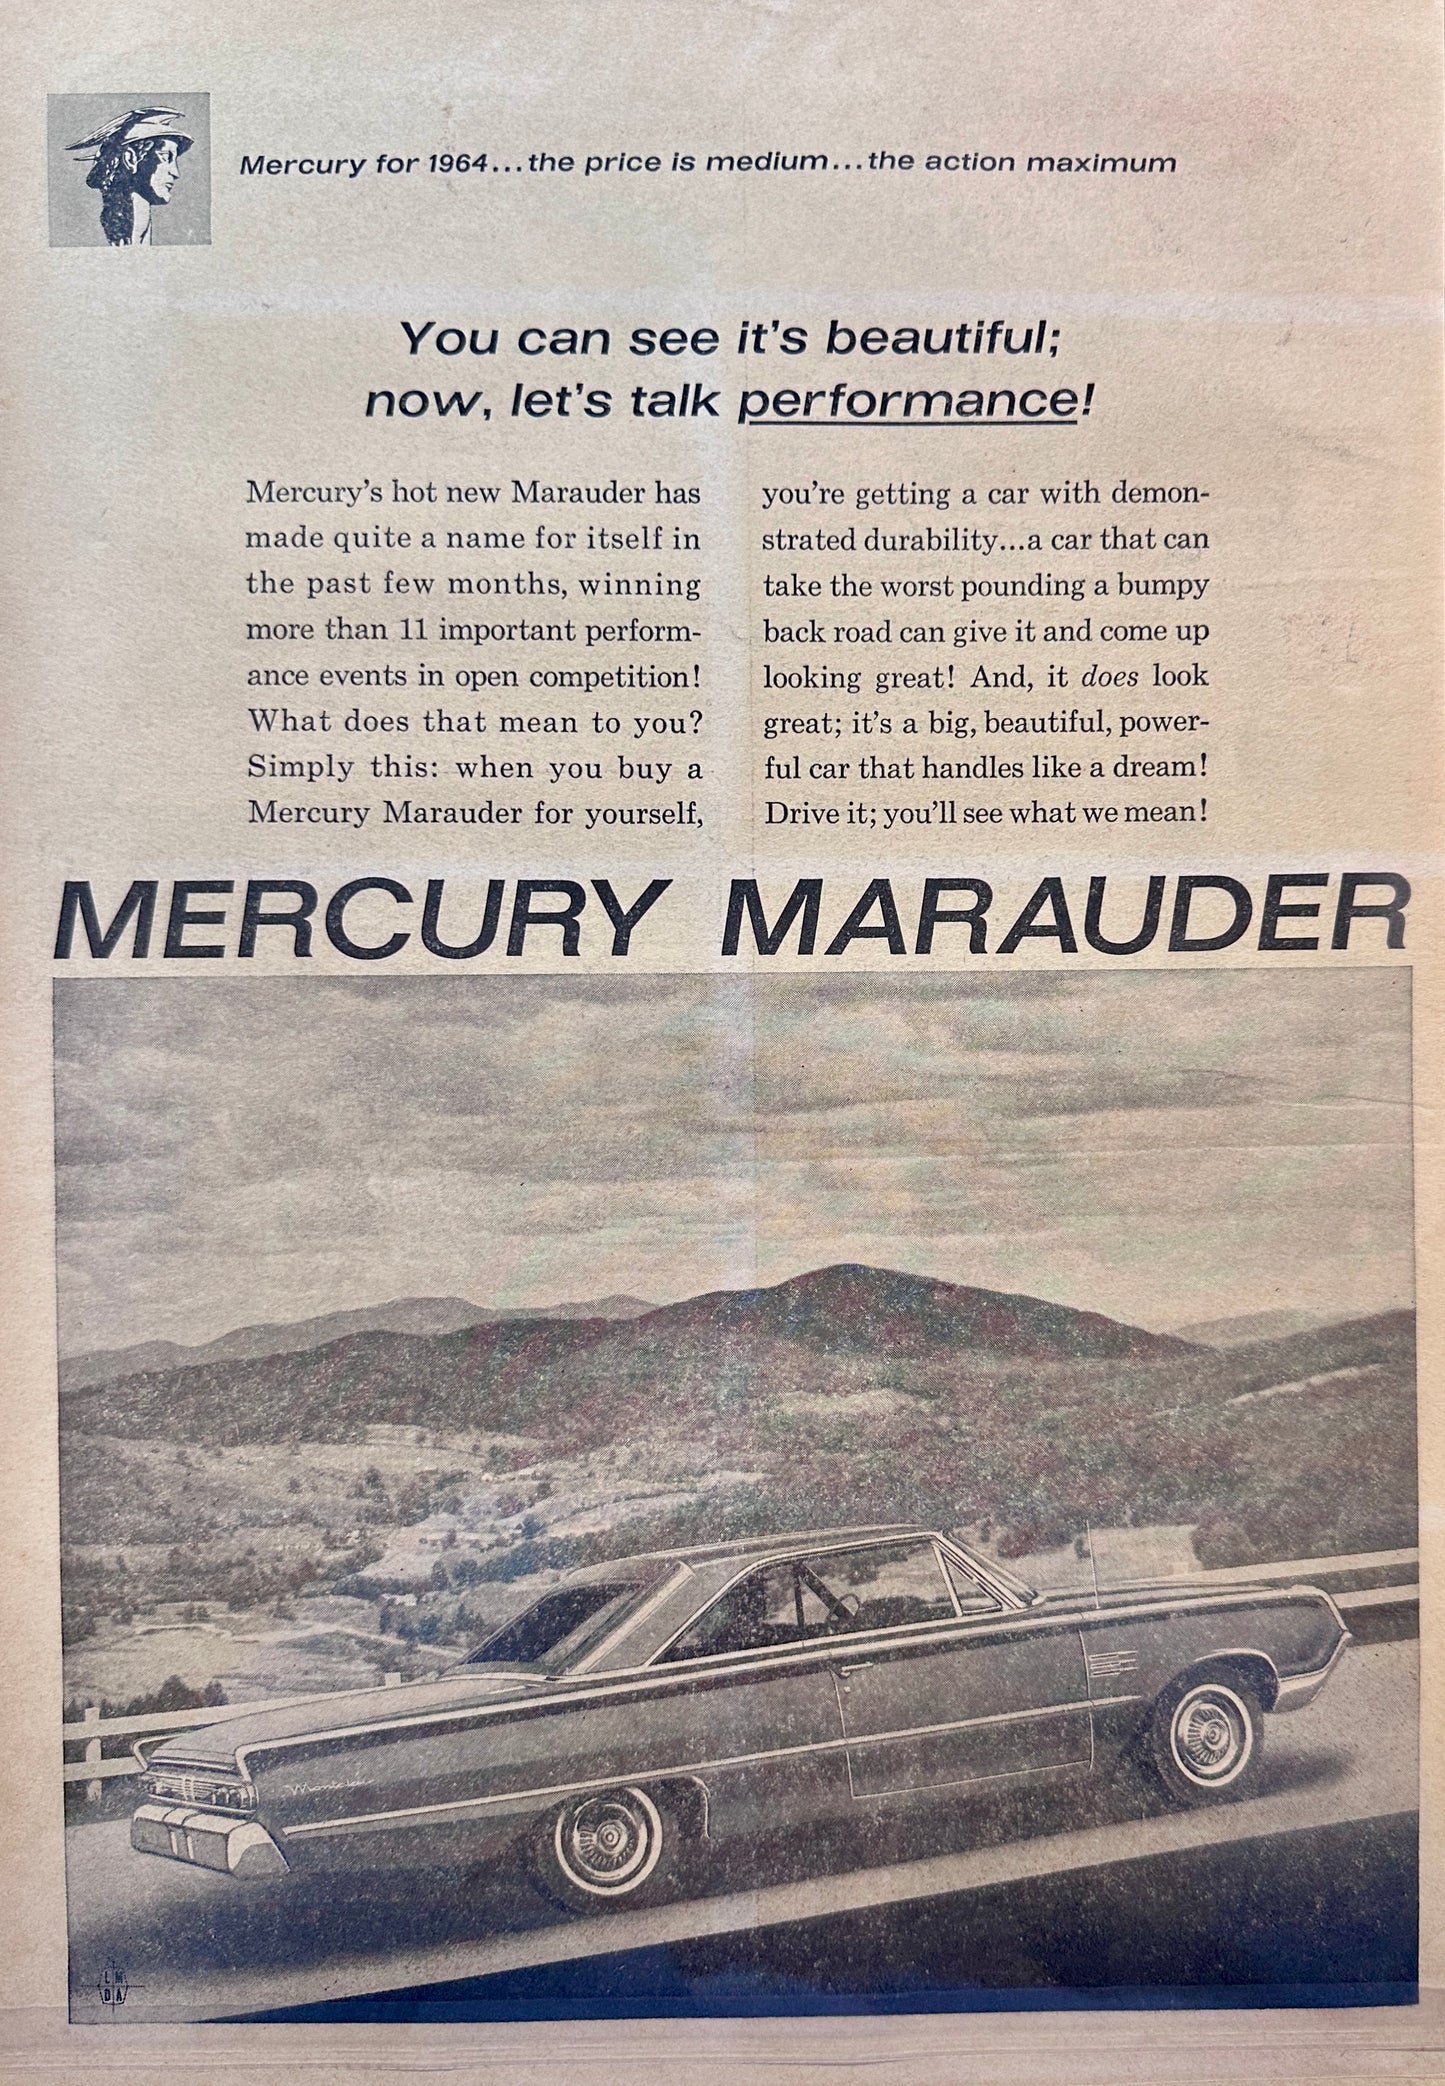 Mercury for 1964...the price is medium...the action maximum
You can see it's beautiful;
now, let's talk performance!
Mercury's hot new Marauder has
made quite a name for itself in
the past few months, winning
more than 11 important perform-
ance events in open competition!
What does that mean to you?
Simply this: when you buy a
Mercury Marauder for yourself,
you're getting a car with demon-
strated durability...a car that can
take the worst pounding a bumpy
back road can give it and come up
looking great! And, it does look
great; it's a big, beautiful, power-
ful car that handles like a dream!
Drive it; you'll see what we mean!
MERCURY MARAUDER
Montclair
L M
D A